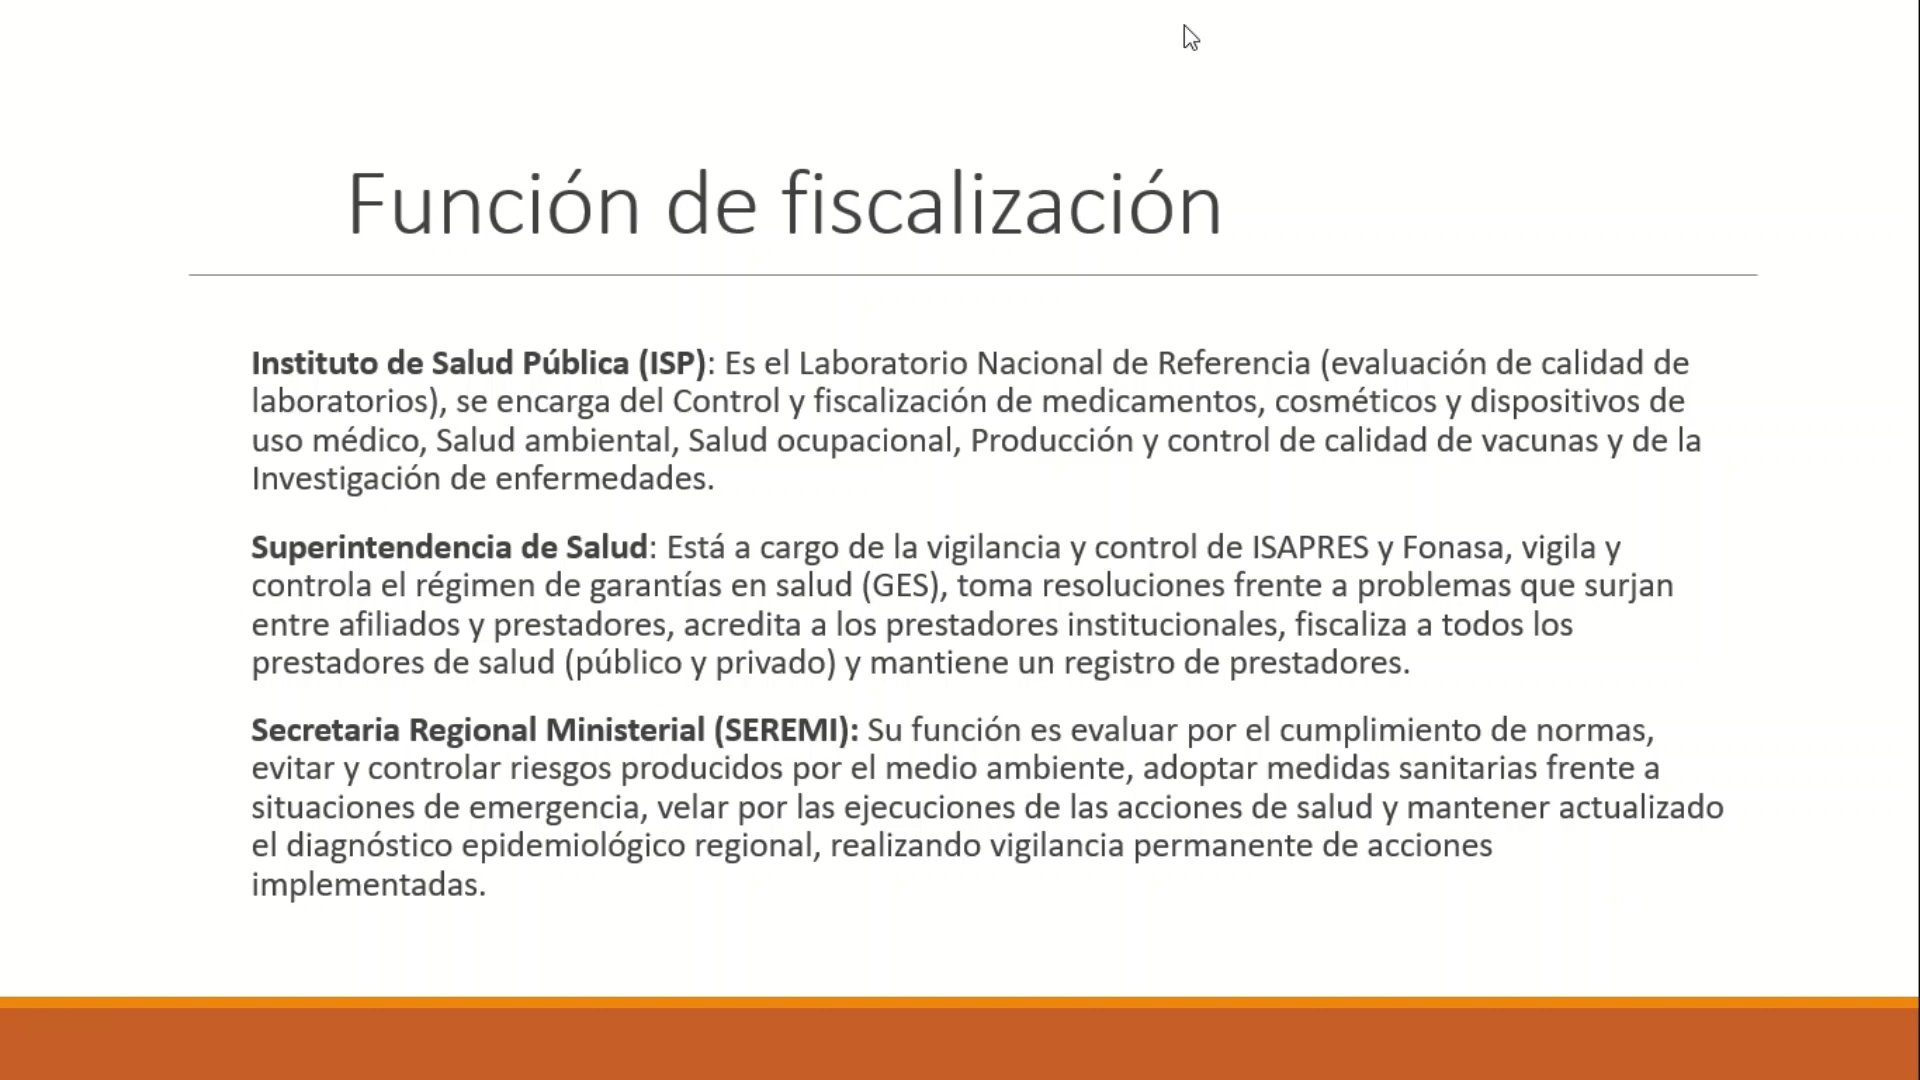 Función de fiscalización
Instituto de Salud Pública (ISP): Es el Laboratorio Nacional de Referencia (evaluación de calidad de
laboratorios), se encarga del Control y fiscalización de medicamentos, cosméticos y dispositivos de
uso médico, Salud ambiental, Salud ocupacional, Producción y control de calidad de vacunas y de la
Investigación de enfermedades.
Superintendencia de Salud: Está a cargo de la vigilancia y control de ISAPRES y Fonasa, vigila y
controla el régimen de garantías en salud (GES), toma resoluciones frente a problemas que surjan
entre afiliados y prestadores, acredita a los prestadores institucionales, fiscaliza a todos los
prestadores de salud (público y privado) y mantiene un registro de prestadores.
Secretaria Regional Ministerial (SEREMI): Su función es evaluar por el cumplimiento de normas,
evitar y controlar riesgos producidos por el medio ambiente, adoptar medidas sanitarias frente a
situaciones de emergencia, velar por las ejecuciones de las acciones de salud y mantener actualizado
el diagnóstico epidemiológico regional, realizando vigilancia permanente de acciones
implementadas.